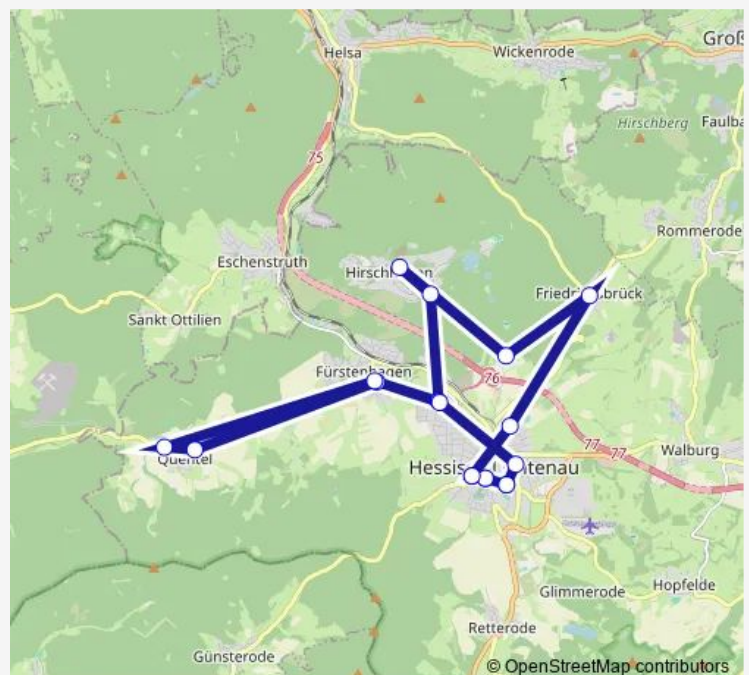 Helsa
Wickenrode
Groß
Hirschberg
Faulba
75
Rommerode
Eschenstruth
Hirschhagen
Friedrichsbrück
Sankt Ottilien
Fürstenhagen
76
77
77
Walburg
Quentel
Hessisch Lichtenau
Glimmerode
Hopfelde
Retterode
Günsterode
© OpenStreetMap contributors